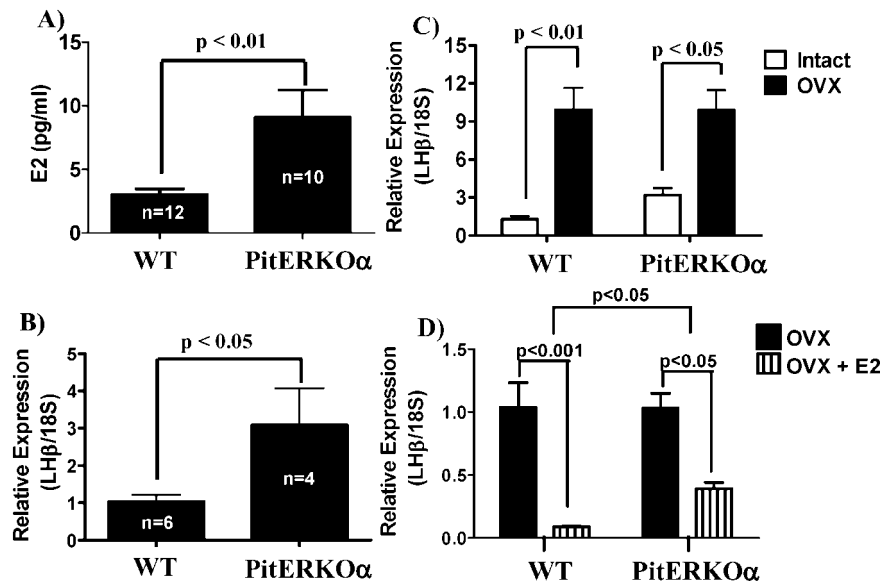 A)
p < 0.01
E2 (pg/ml)
15
10
5
0
n=12
n=10
WT PitERKOα
C)
p < 0.01
p < 0.05
Intact
OVX
Relative Expression
(LHβ/18S)
15
12
9
6
3
0
WT PitERKOα
B)
p < 0.05
Relative Expression
(LHβ/18S)
5
4
3
2
1
0
n=6
n=4
WT PitERKOα
D)
p<0.05
p<0.001
p<0.05
OVX
OVX + E2
Relative Expression
(LHβ/18S)
1.5
1.0
0.5
0.0
WT PitERKOα